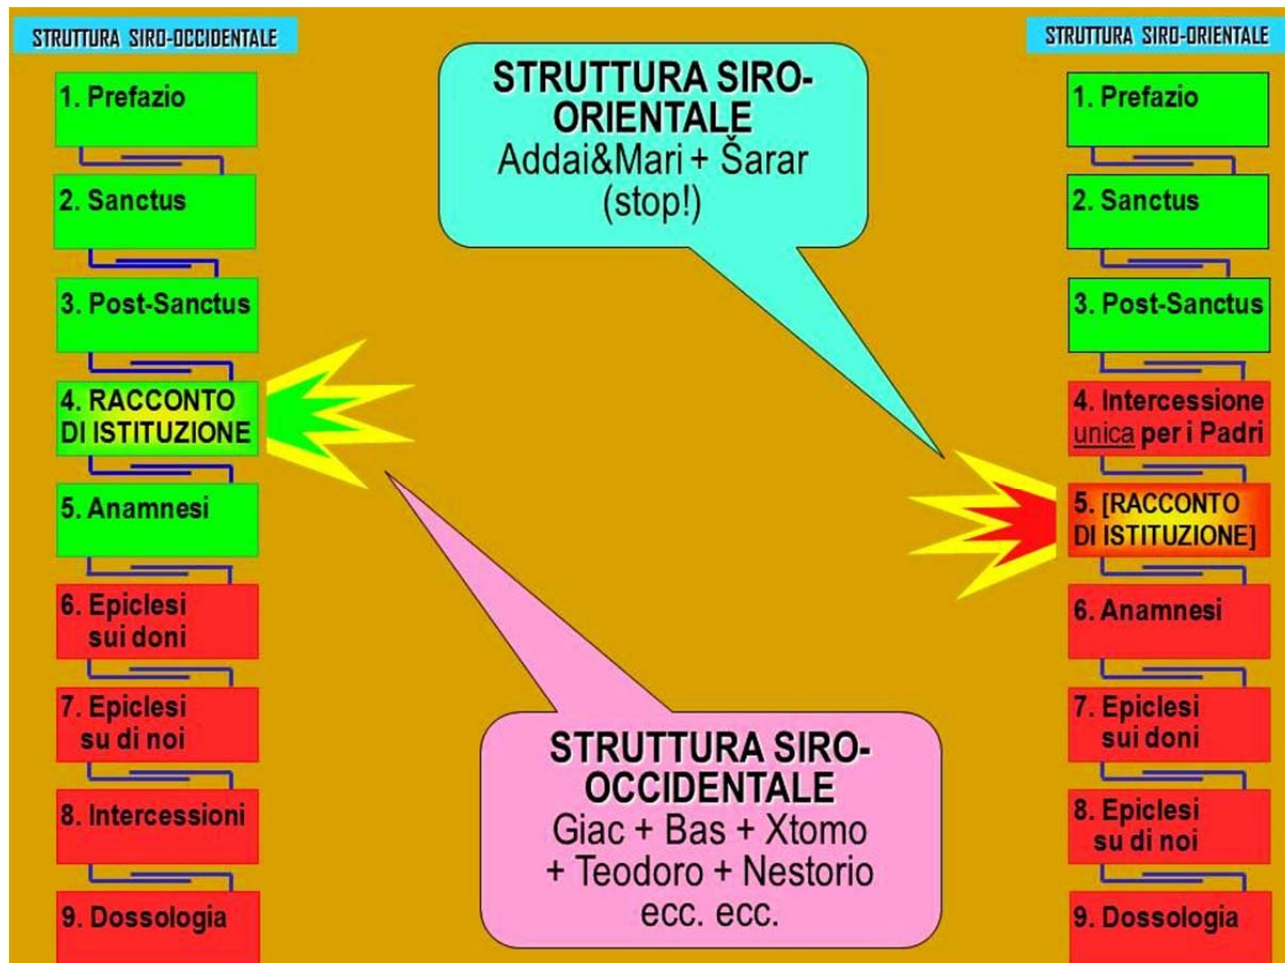 STRUTTURA SIRO-OCCIDENTALE
1. Prefazio
2. Sanctus
3. Post-Sanctus
4. RACCONTO
DI ISTITUZIONE
5. Anamnesi
6. Epiclesi
sui doni
7. Epiclesi
su di noi
8. Intercessioni
9. Dossologia
STRUTTURA SIRO-
ORIENTALE
Addai&Mari + Šarar
(stop!)
STRUTTURA SIRO-
OCCIDENTALE
Giac + Bas + Xtomo
+ Teodoro + Nestorio
ecc. ecc.
STRUTTURA SIRO-ORIENTALE
1. Prefazio
2. Sanctus
3. Post-Sanctus
4. Intercessione
unica per i Padri
5. [RACCONTO
DI ISTITUZIONE]
6. Anamnesi
7. Epiclesi
sui doni
8. Epiclesi
su di noi
9. Dossologia